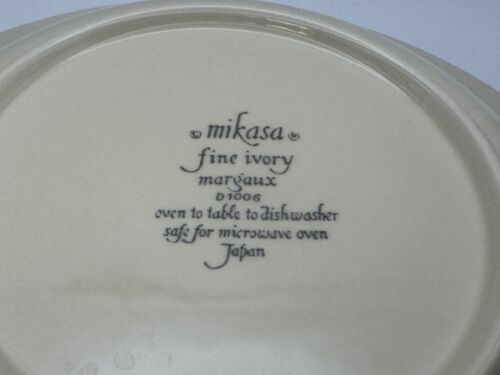 © mikasa ®
fine ivory
margaux
D1006
oven to table to dishwasher
safe for microwave oven
Japan